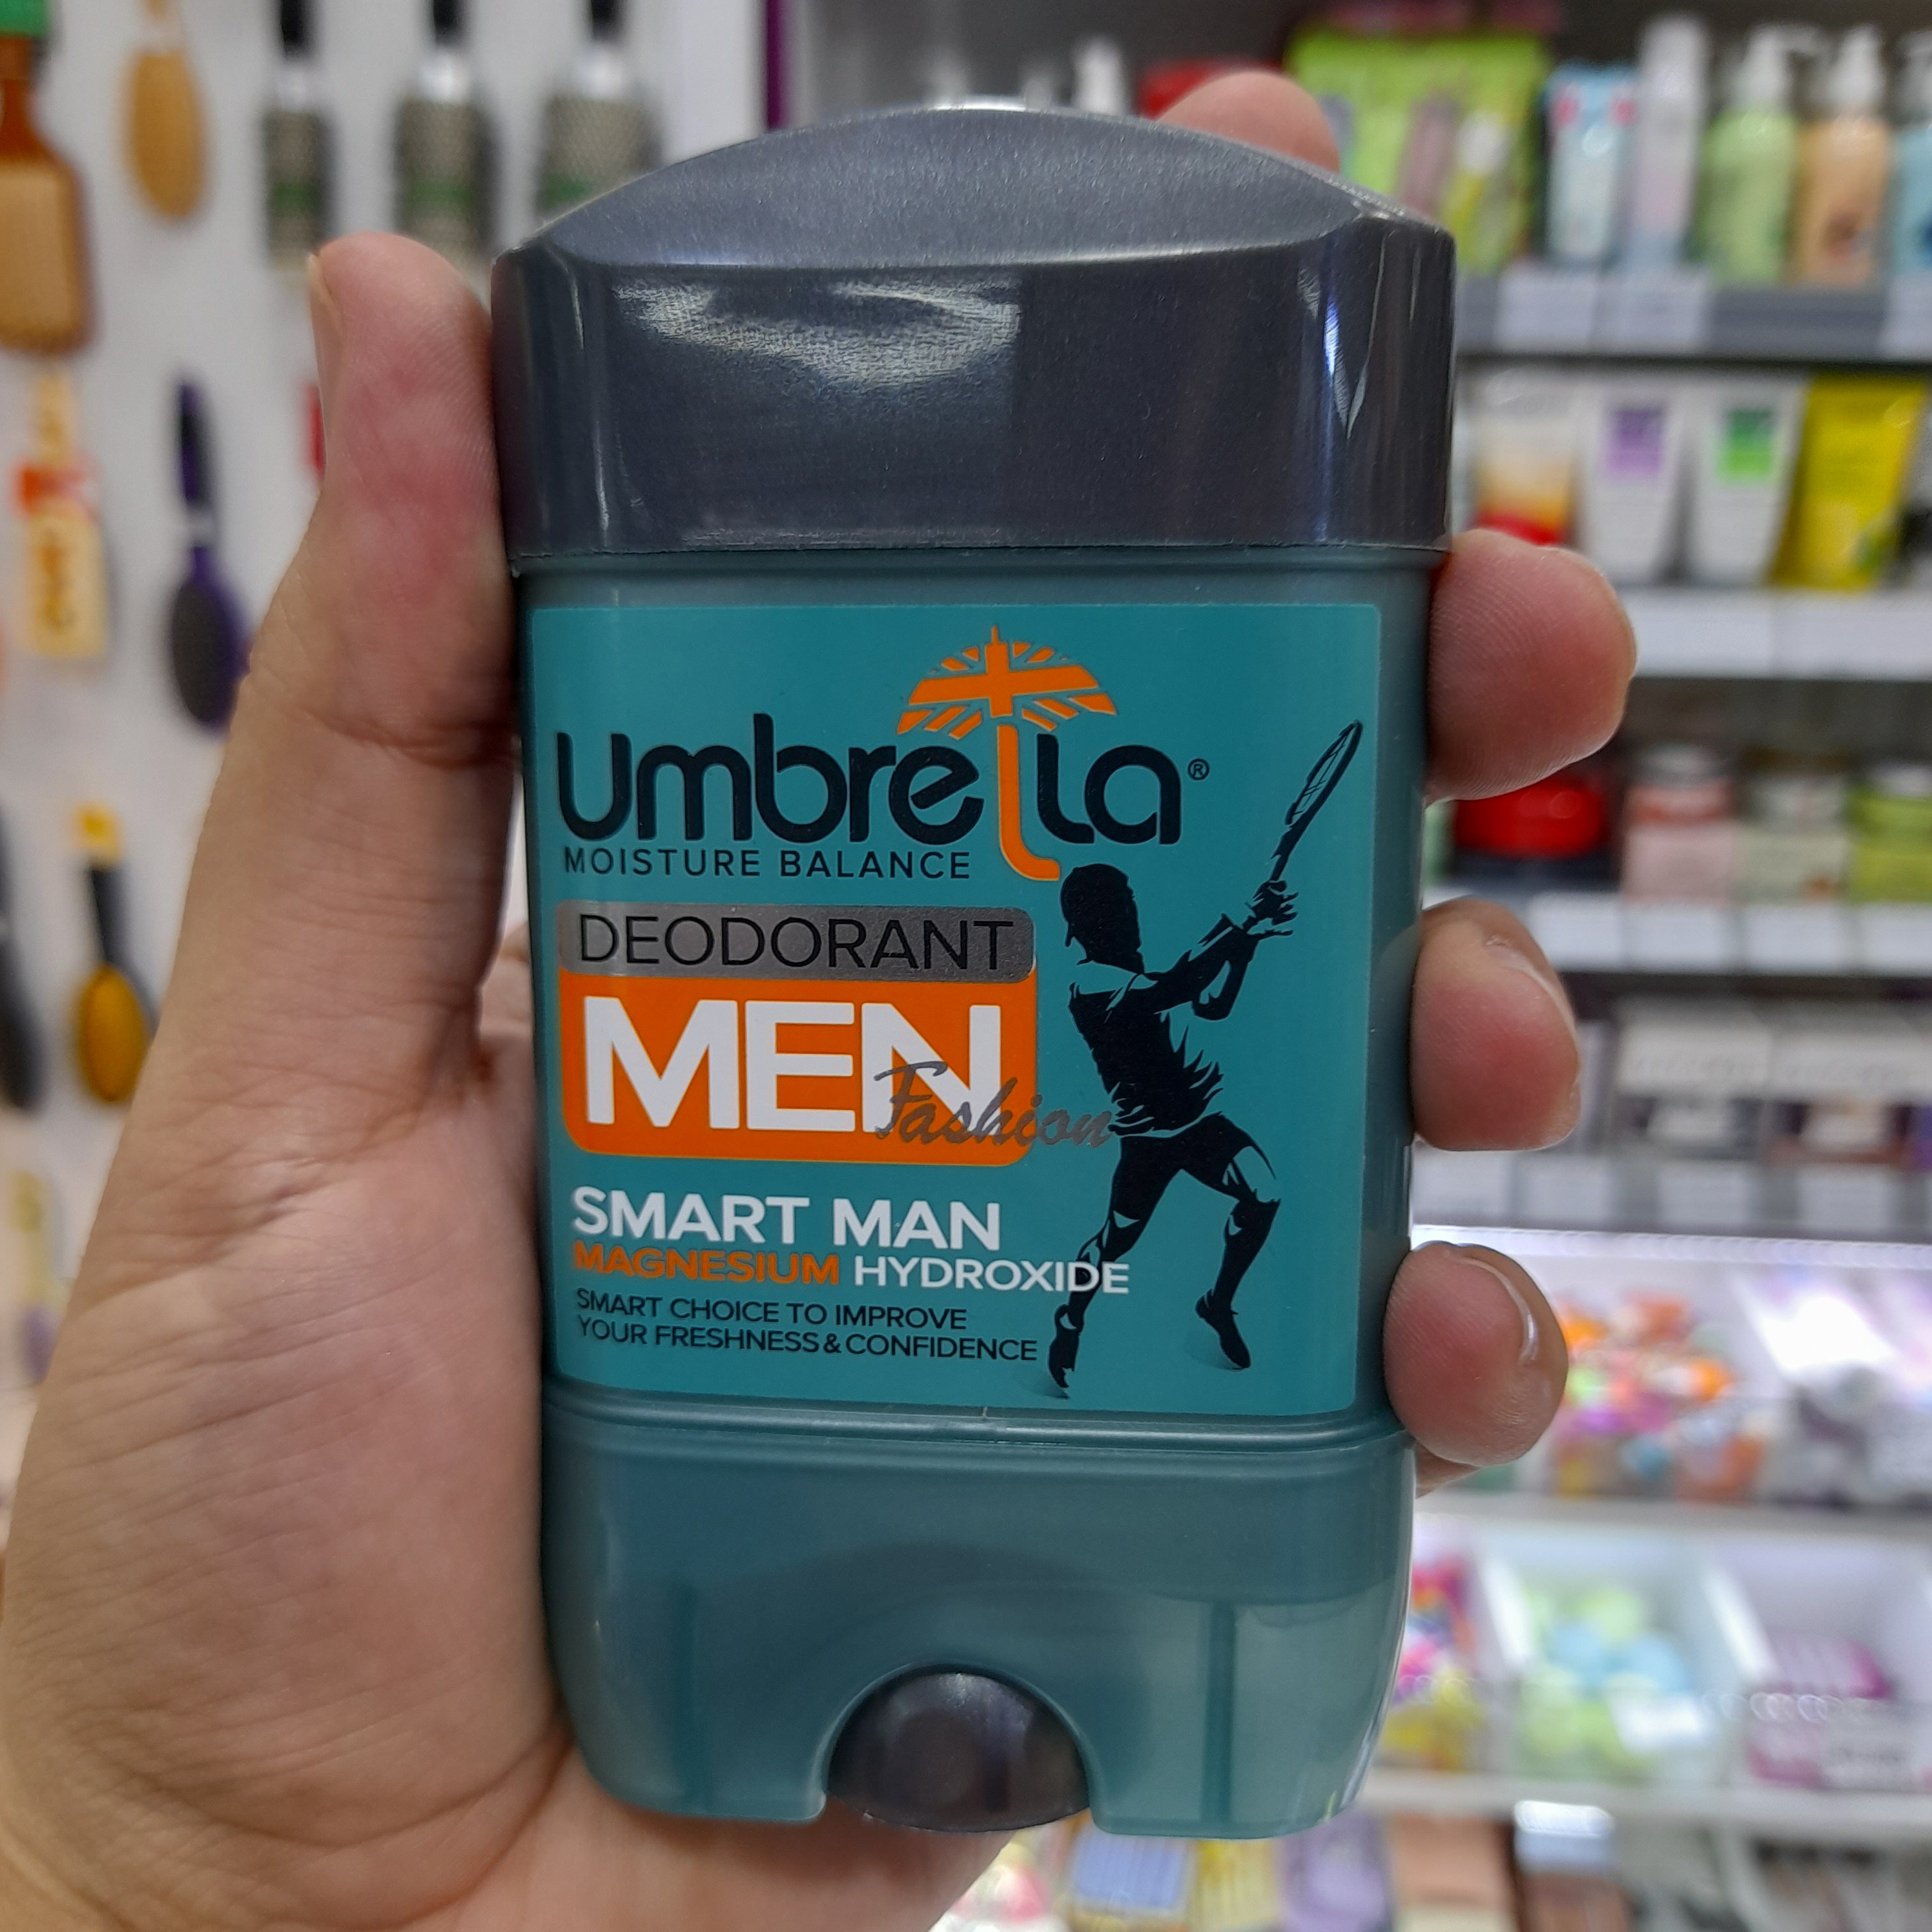 umbrella®
MOISTURE BALANCE
DEODORANT
MEN
Fashion
SMART MAN
MAGNESIUM HYDROXIDE
SMART CHOICE TO IMPROVE
YOUR FRESHNESS & CONFIDENCE